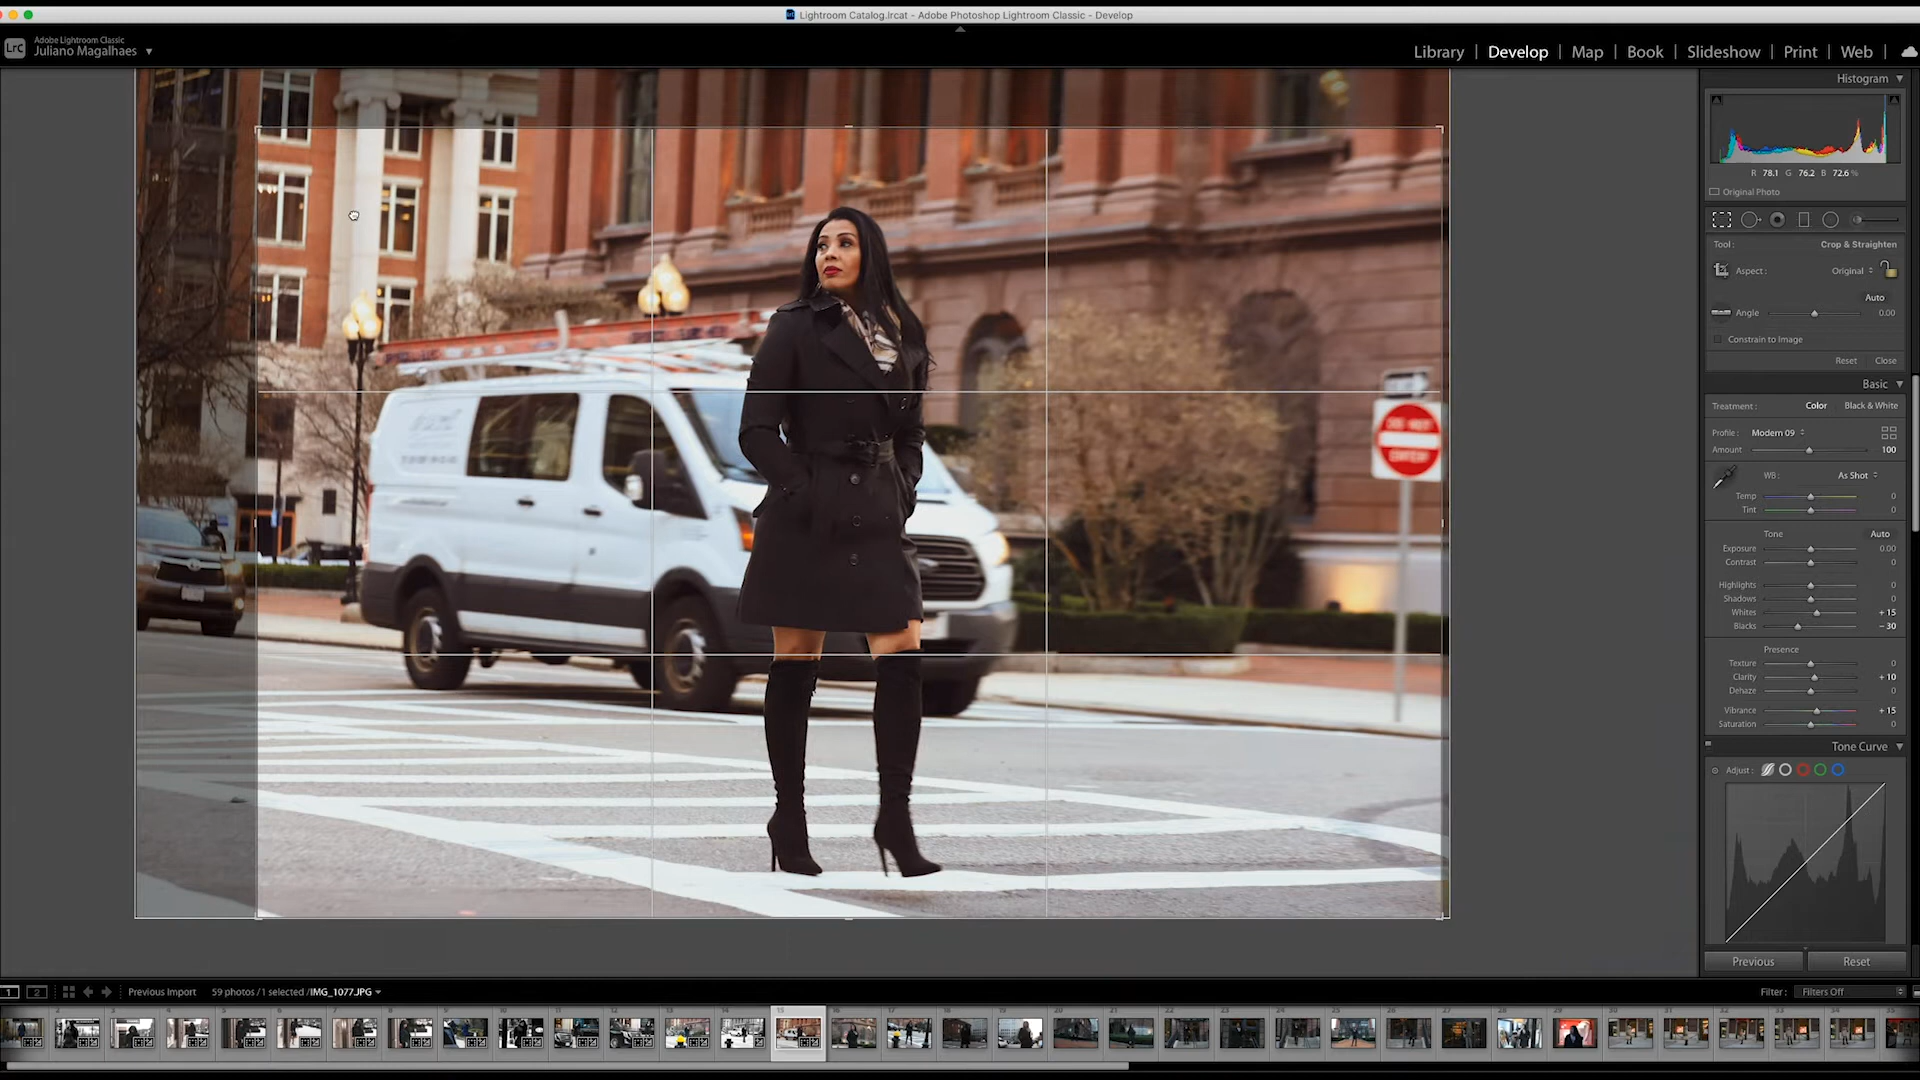 Lightroom Catalog.lrcat - Adobe Photoshop Lightroom Classic - Develop
LrC
Adobe Lightroom Classic
Juliano Magalhaes
Library | Develop | Map | Book | Slideshow | Print | Web
Histogram
R 78.1 G 76.2 B 72.6 %
Original Photo
Tool : Crop & Straighten
Aspect : Original
Auto
Angle 0.00
Constrain to Image
Reset Close
Basic
Treatment : Color Black & White
Profile : Modern 09
Amount 100
WB : As Shot
Temp 0
Tint 0
Tone Auto
Exposure 0.00
Contrast 0
Highlights 0
Shadows 0
Whites + 15
Blacks – 30
Presence
Texture 0
Clarity + 10
Dehaze 0
Vibrance + 15
Saturation 0
Tone Curve
Adjust :
Previous Reset
1 2 Previous Import 59 photos / 1 selected / IMG_1077.JPG
Filter : Filters Off